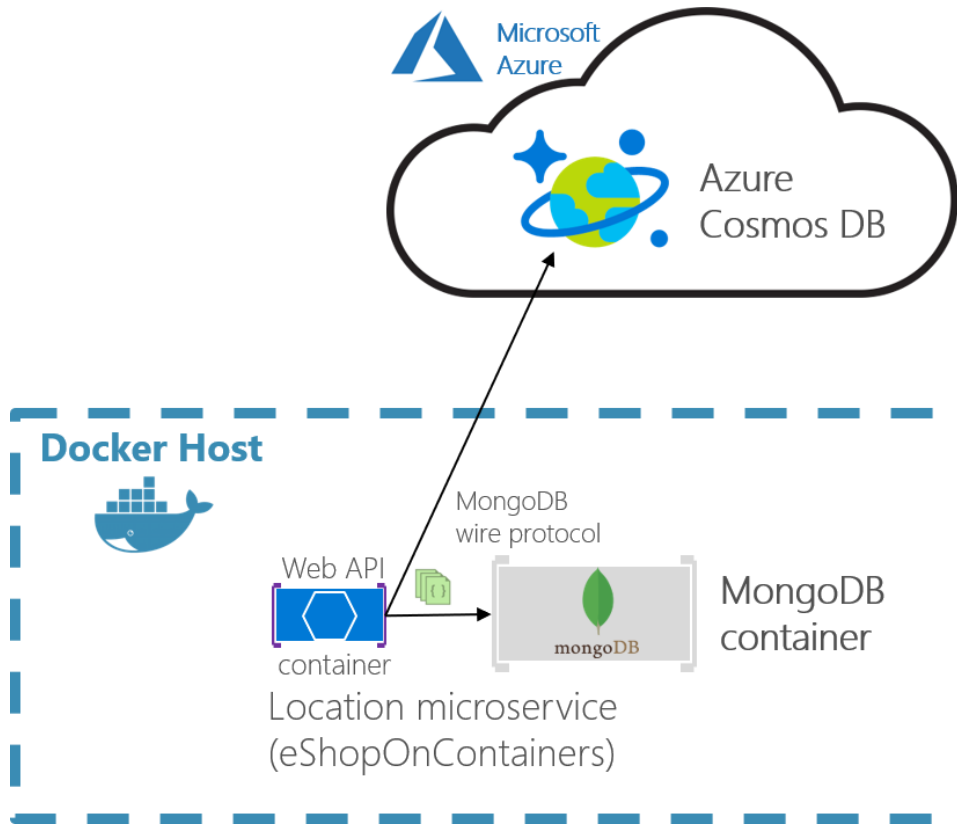 Microsoft
Azure
Azure
Cosmos DB
Docker Host
MongoDB
wire protocol
Web API
{ }
mongoDB
MongoDB
container
container
Location microservice
(eShopOnContainers)